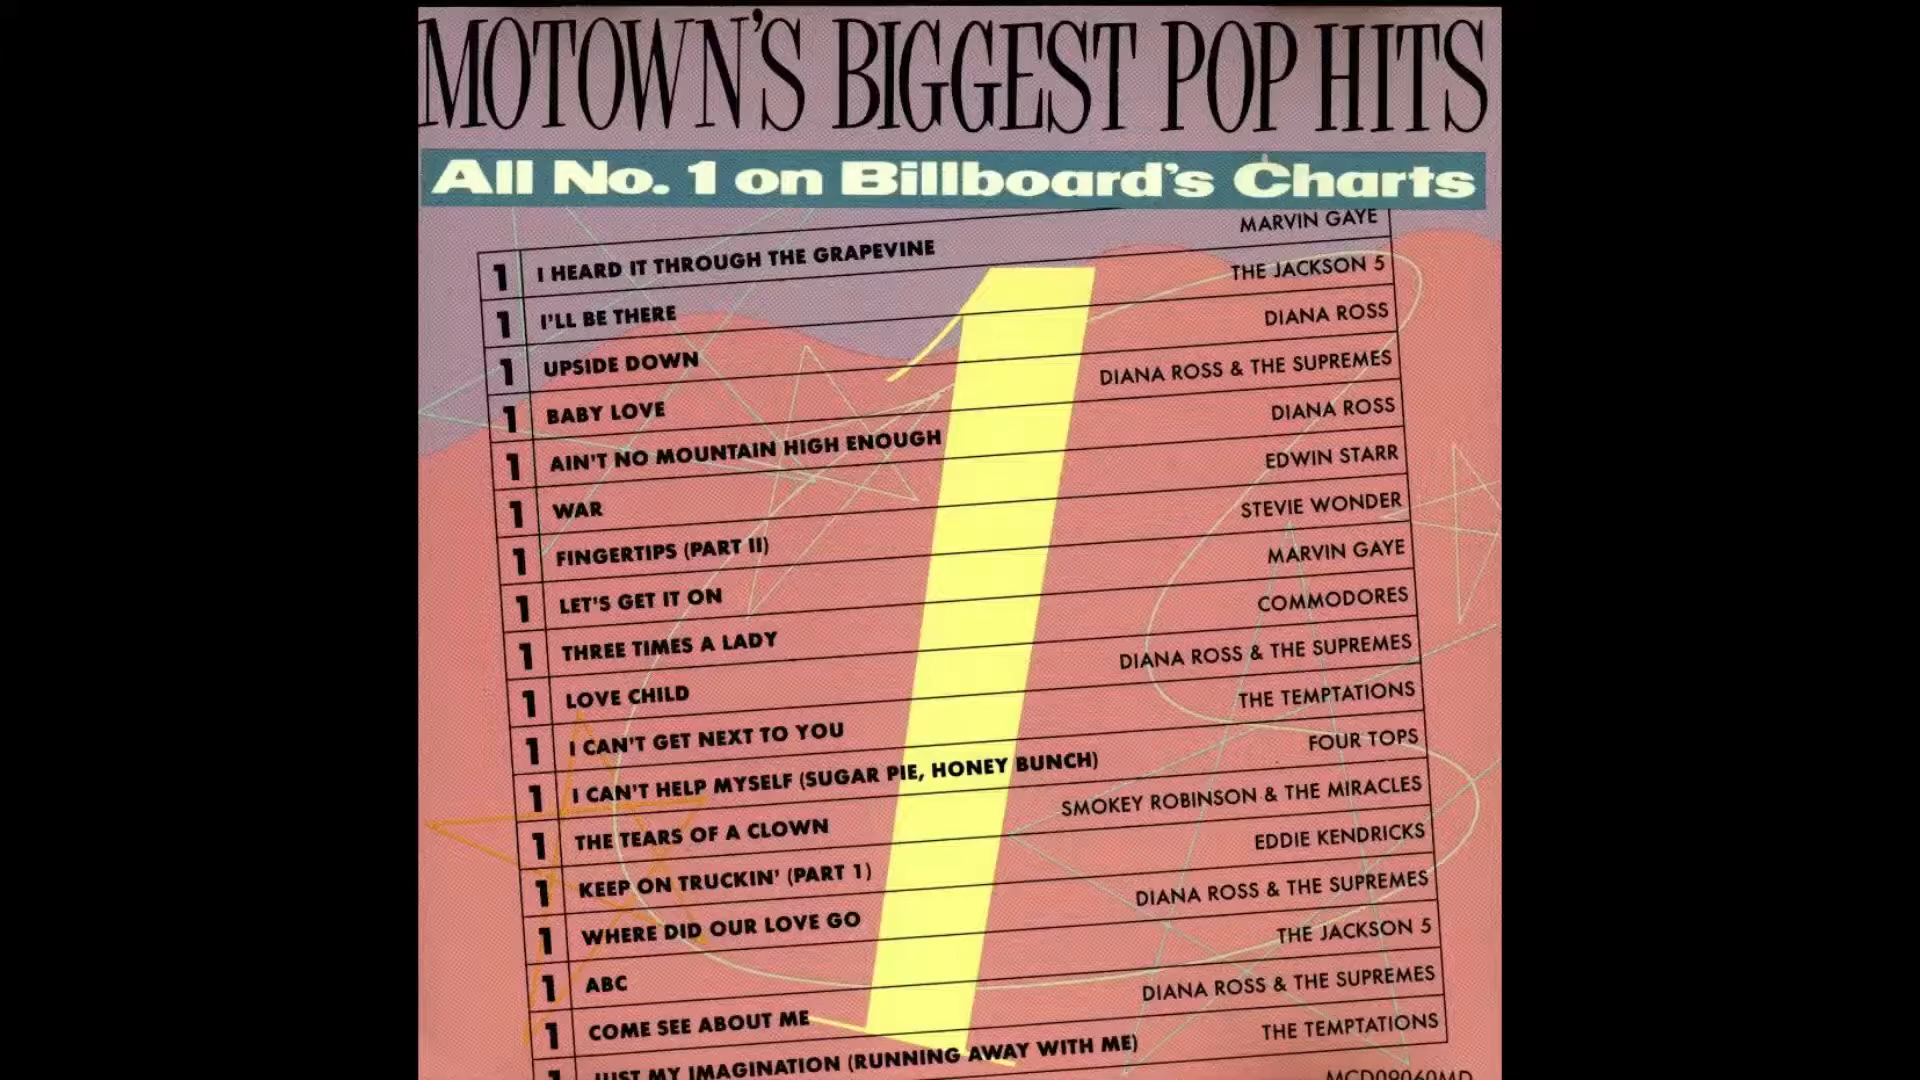 MOTOWN'S BIGGEST POP HITS
All No. 1 on Billboard's Charts
1 I HEARD IT THROUGH THE GRAPEVINE MARVIN GAYE
1 I'LL BE THERE THE JACKSON 5
1 UPSIDE DOWN DIANA ROSS
1 BABY LOVE DIANA ROSS & THE SUPREMES
1 AIN'T NO MOUNTAIN HIGH ENOUGH DIANA ROSS
1 WAR EDWIN STARR
1 FINGERTIPS (PART II) STEVIE WONDER
1 LET'S GET IT ON MARVIN GAYE
1 THREE TIMES A LADY COMMODORES
1 LOVE CHILD DIANA ROSS & THE SUPREMES
1 I CAN'T GET NEXT TO YOU THE TEMPTATIONS
1 I CAN'T HELP MYSELF (SUGAR PIE, HONEY BUNCH) FOUR TOPS
1 THE TEARS OF A CLOWN SMOKEY ROBINSON & THE MIRACLES
1 KEEP ON TRUCKIN' (PART 1) EDDIE KENDRICKS
1 WHERE DID OUR LOVE GO DIANA ROSS & THE SUPREMES
1 ABC THE JACKSON 5
1 COME SEE ABOUT ME DIANA ROSS & THE SUPREMES
1 JUST MY IMAGINATION (RUNNING AWAY WITH ME) THE TEMPTATIONS
MCD09060MD
1